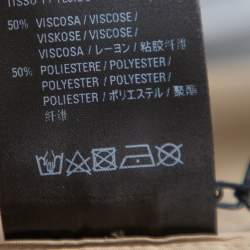 50% VISCOSA / VISCOSE /
VISKOSE / VISCOSE /
VISCOSA / レーヨン / 粘胶纤维
50% POLIESTERE / POLYESTER /
POLYESTER / POLYESTER /
POLIESTER / ポリエステル / 聚酯
纤维